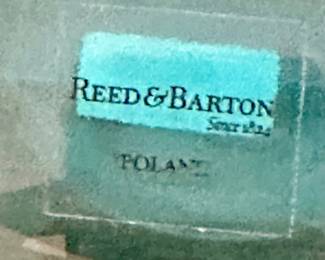 REED & BARTON
Since 1824
POLAND